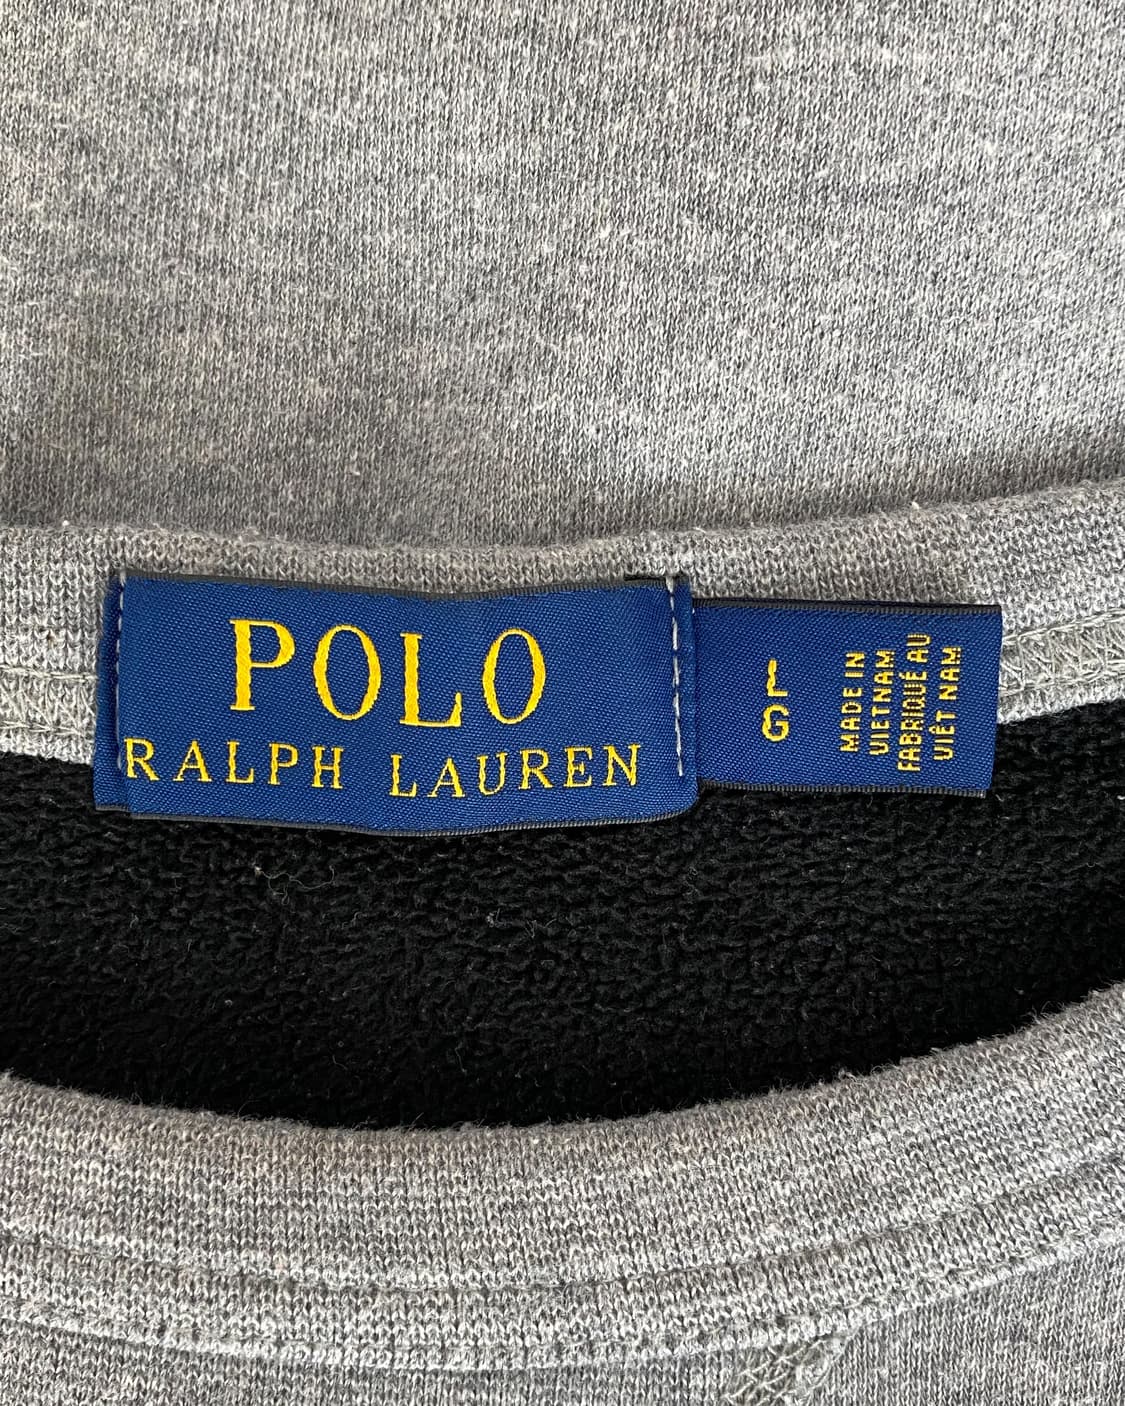 POLO
RALPH LAUREN
L
G
MADE IN
VIETNAM
FABRIQUÉ AU
VIÊT NAM